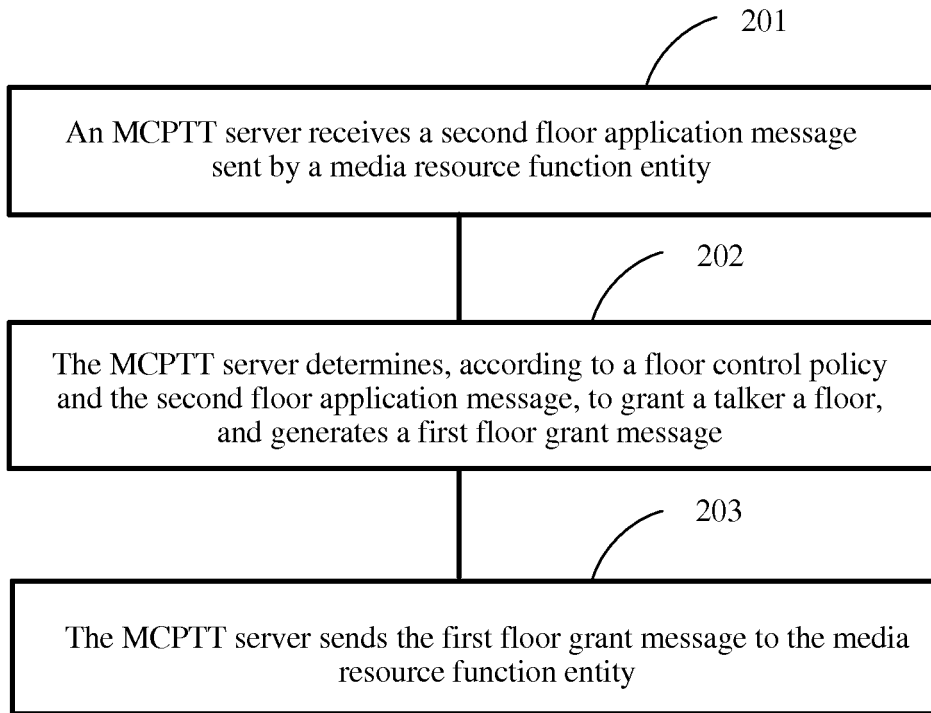 201
An MCPTT server receives a second floor application message
sent by a media resource function entity
202
The MCPTT server determines, according to a floor control policy
and the second floor application message, to grant a talker a floor,
and generates a first floor grant message
203
The MCPTT server sends the first floor grant message to the media
resource function entity